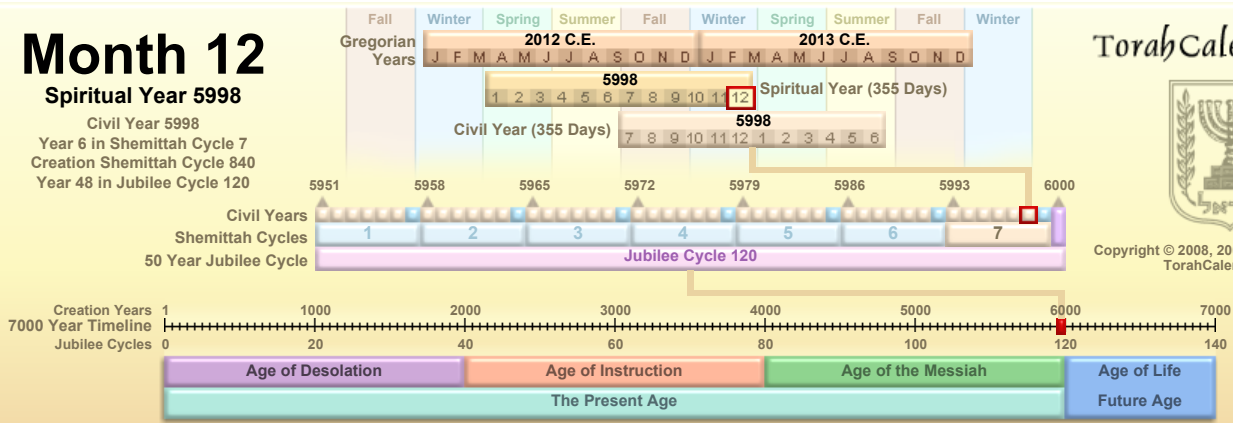 Fall Winter Spring Summer Fall Winter Spring Summer Fall Winter
Month 12
Spiritual Year 5998
Civil Year 5998
Year 6 in Shemittah Cycle 7
Creation Shemittah Cycle 840
Year 48 in Jubilee Cycle 120
Gregorian Years
2012 C.E. 2013 C.E.
J F M A M J J A S O N D J F M A M J J A S O N D
5998
1 2 3 4 5 6 7 8 9 10 11 12
Spiritual Year (355 Days)
Civil Year (355 Days)
5998
7 8 9 10 11 12 1 2 3 4 5 6
5951 5958 5965 5972 5979 5986 5993 6000
Civil Years
Shemittah Cycles 1 2 3 4 5 6 7
50 Year Jubilee Cycle Jubilee Cycle 120
TorahCale
Copyright © 2008, 20
TorahCale
Creation Years 1 1000 2000 3000 4000 5000 6000 7000
7000 Year Timeline
Jubilee Cycles 0 20 40 60 80 100 120 140
Age of Desolation Age of Instruction Age of the Messiah Age of Life
The Present Age Future Age